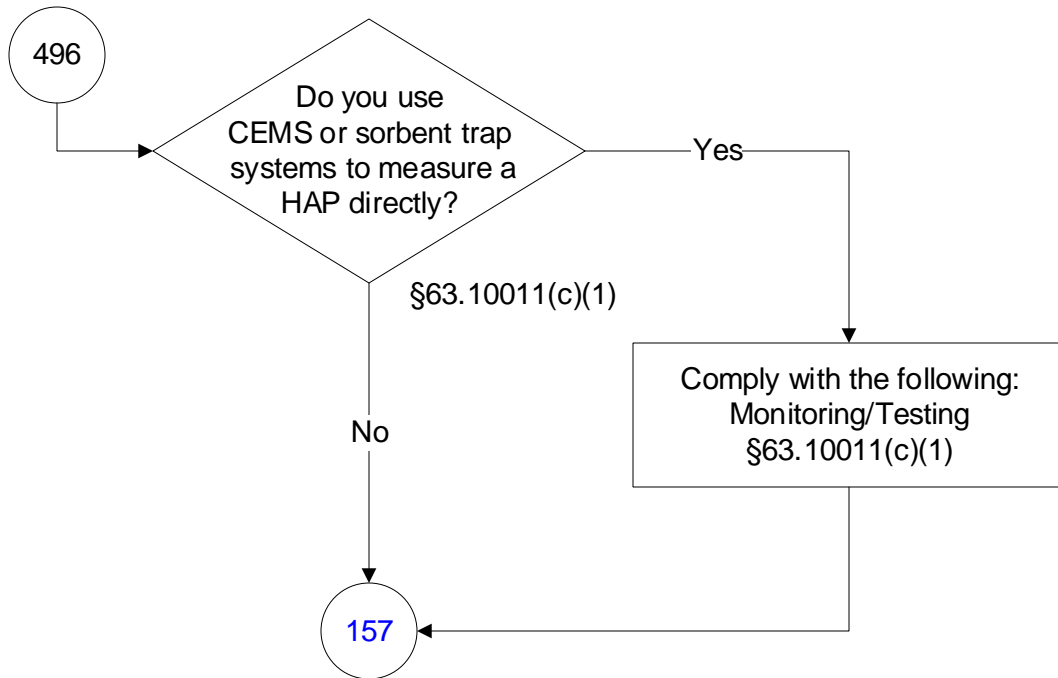 496
Do you use
CEMS or sorbent trap
systems to measure a
HAP directly?
Yes
§63.10011(c)(1)
Comply with the following:
Monitoring/Testing
§63.10011(c)(1)
No
157